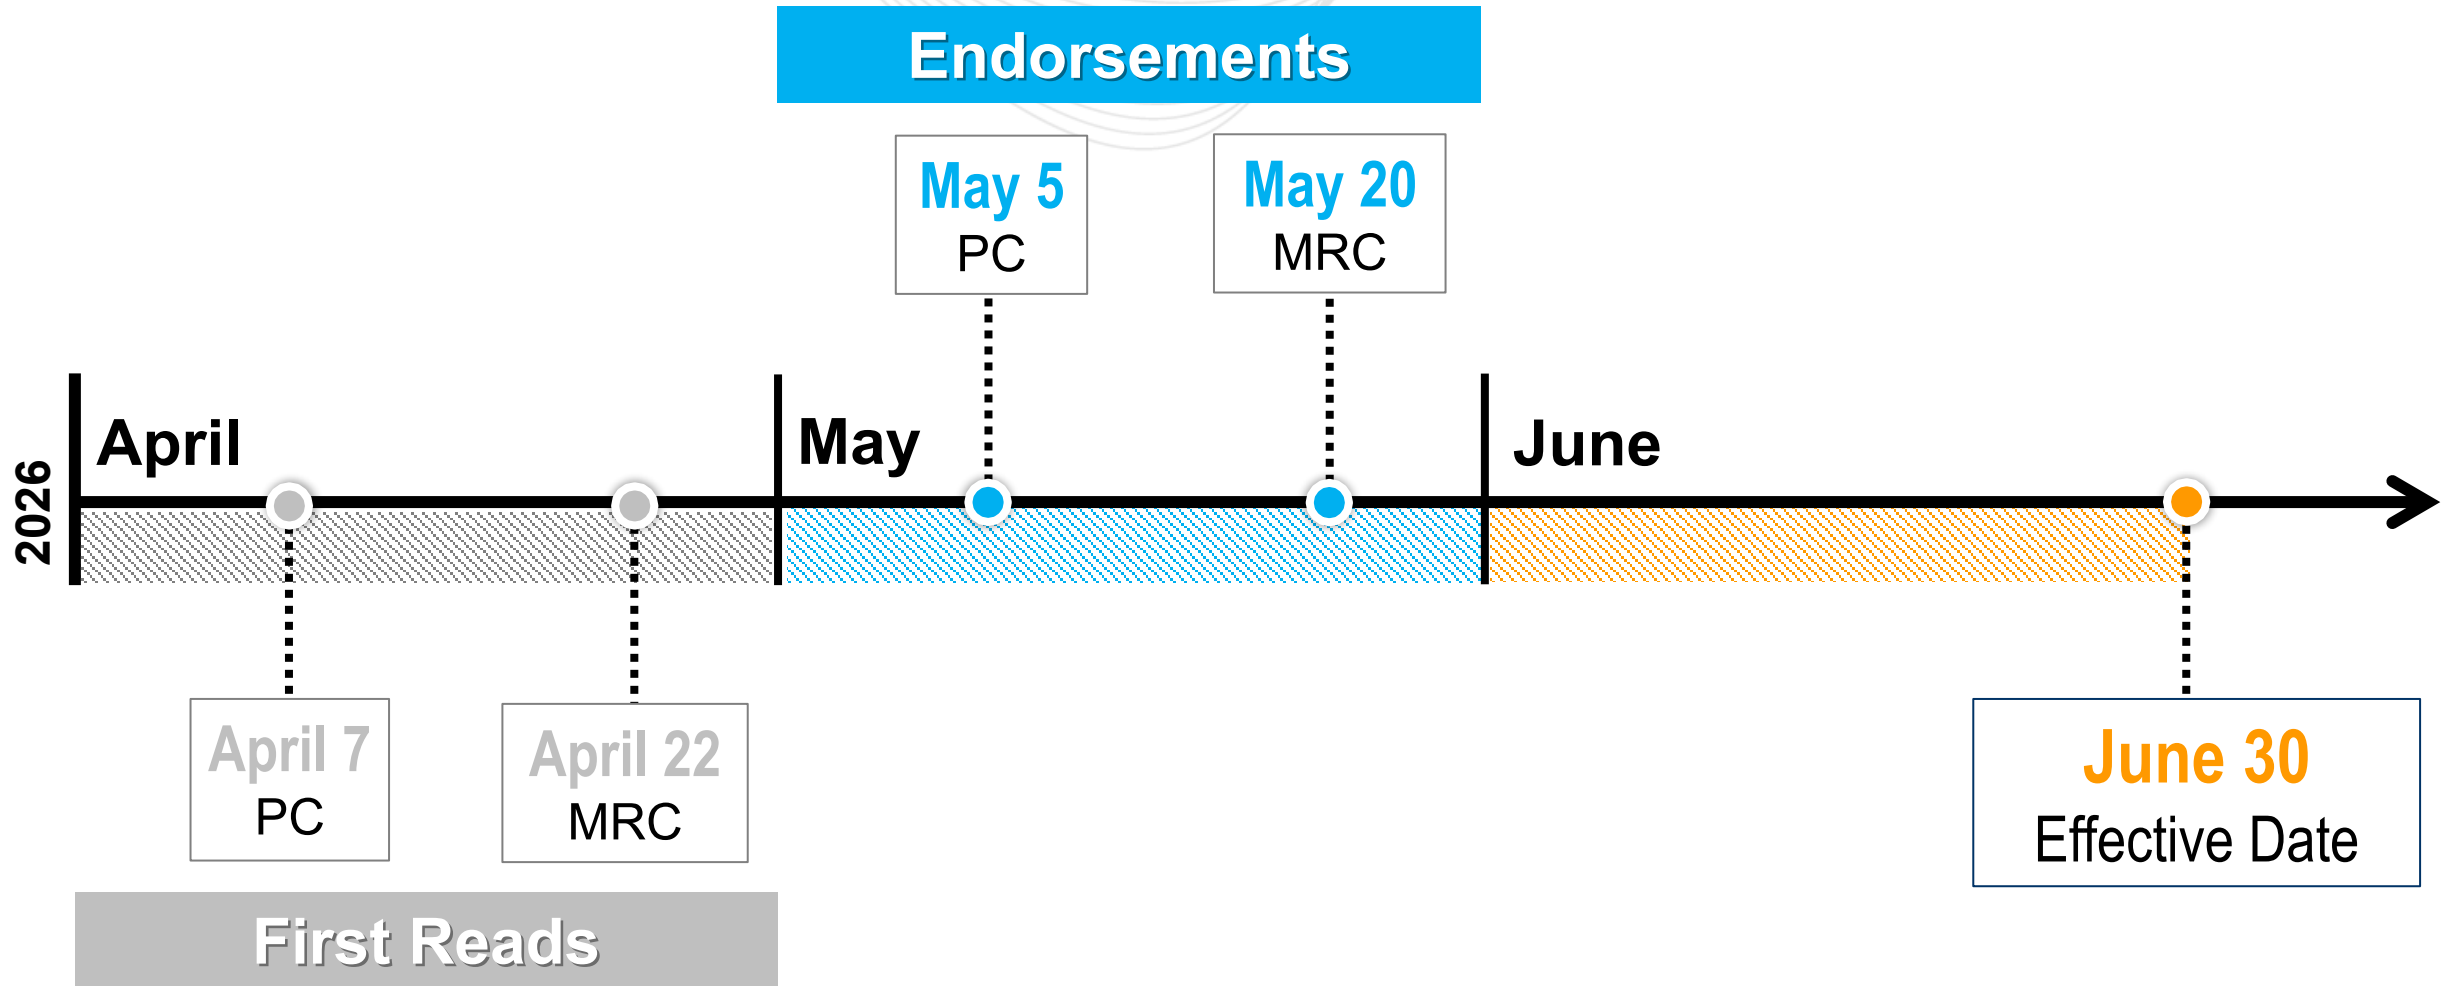 Endorsements
May 5
PC
May 20
MRC
2026
April
May
June
April 7
PC
April 22
MRC
June 30
Effective Date
First Reads